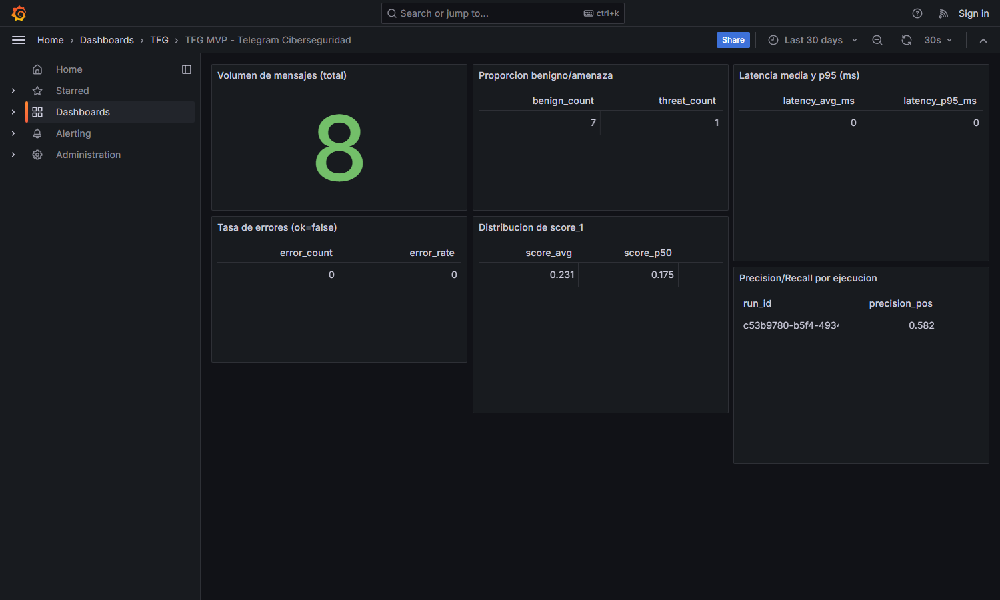 Search or jump to...
ctrl+k
Sign in
Home › Dashboards › TFG › TFG MVP - Telegram Ciberseguridad
Share
Last 30 days
30s
Home
Starred
Dashboards
Alerting
Administration
Volumen de mensajes (total)
8
Proporcion benigno/amenaza
benign_count threat_count
7 1
Latencia media y p95 (ms)
latency_avg_ms latency_p95_ms
0 0
Tasa de errores (ok=false)
error_count error_rate
0 0
Distribucion de score_1
score_avg score_p50
0.231 0.175
Precision/Recall por ejecucion
run_id precision_pos
c53b9780-b5f4-4934 0.582